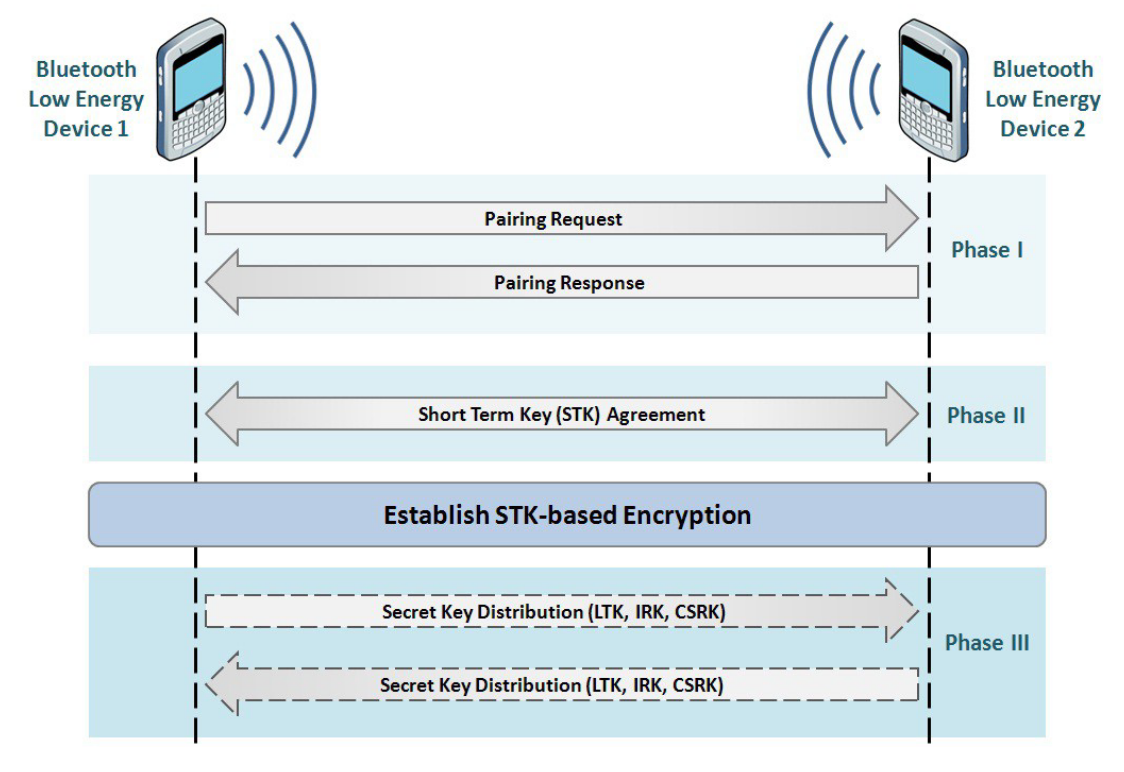 Bluetooth
Low Energy
Device 1
Bluetooth
Low Energy
Device 2
Pairing Request
Phase I
Pairing Response
Short Term Key (STK) Agreement
Phase II
Establish STK-based Encryption
Secret Key Distribution (LTK, IRK, CSRK)
Phase III
Secret Key Distribution (LTK, IRK, CSRK)